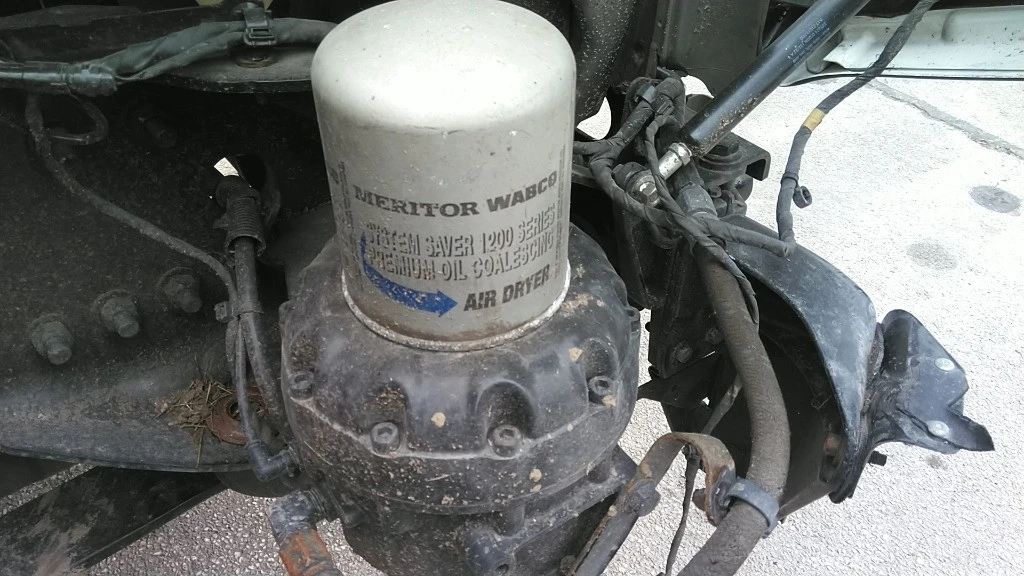 MERITOR WABCO
SYSTEM SAVER 1200 SERIES
PREMIUM OIL COALESCING
AIR DRYER